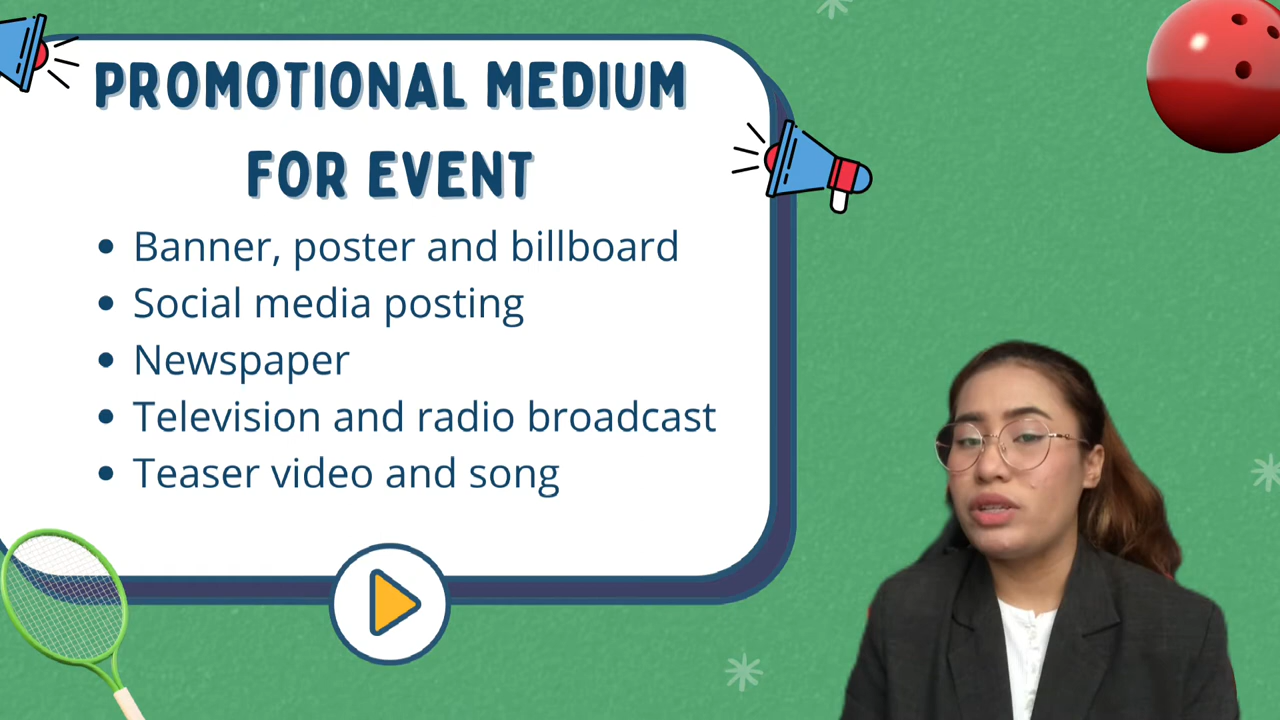 PROMOTIONAL MEDIUM
FOR EVENT
• Banner, poster and billboard
• Social media posting
• Newspaper
• Television and radio broadcast
• Teaser video and song